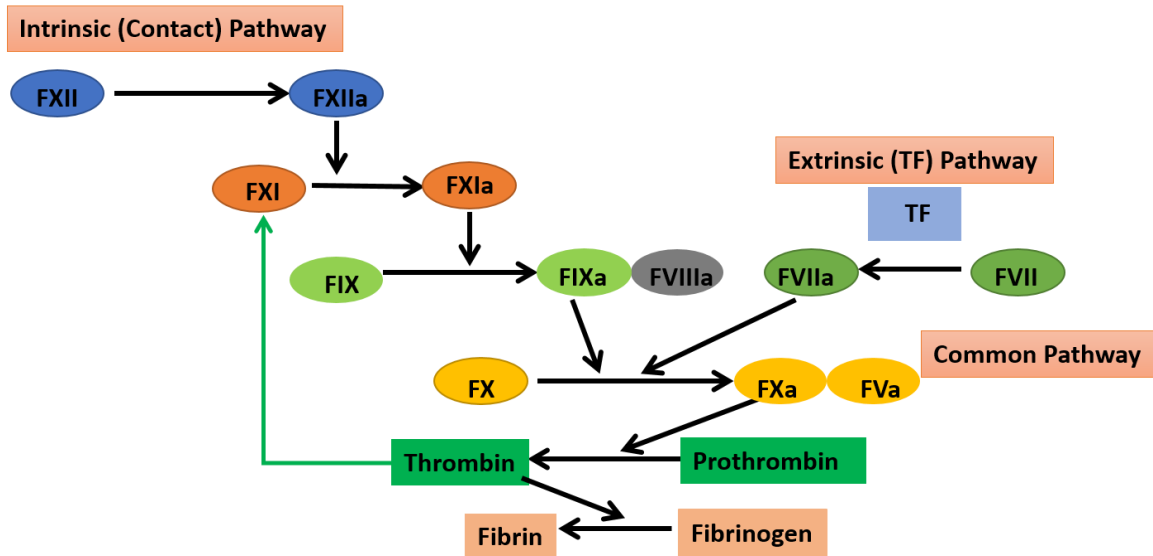 Intrinsic (Contact) Pathway
FXII
FXIIa
Extrinsic (TF) Pathway
FXI
FXIa
TF
FIX
FIXa
FVIIIa
FVIIa
FVII
Common Pathway
FX
FXa
FVa
Thrombin
Prothrombin
Fibrin
Fibrinogen